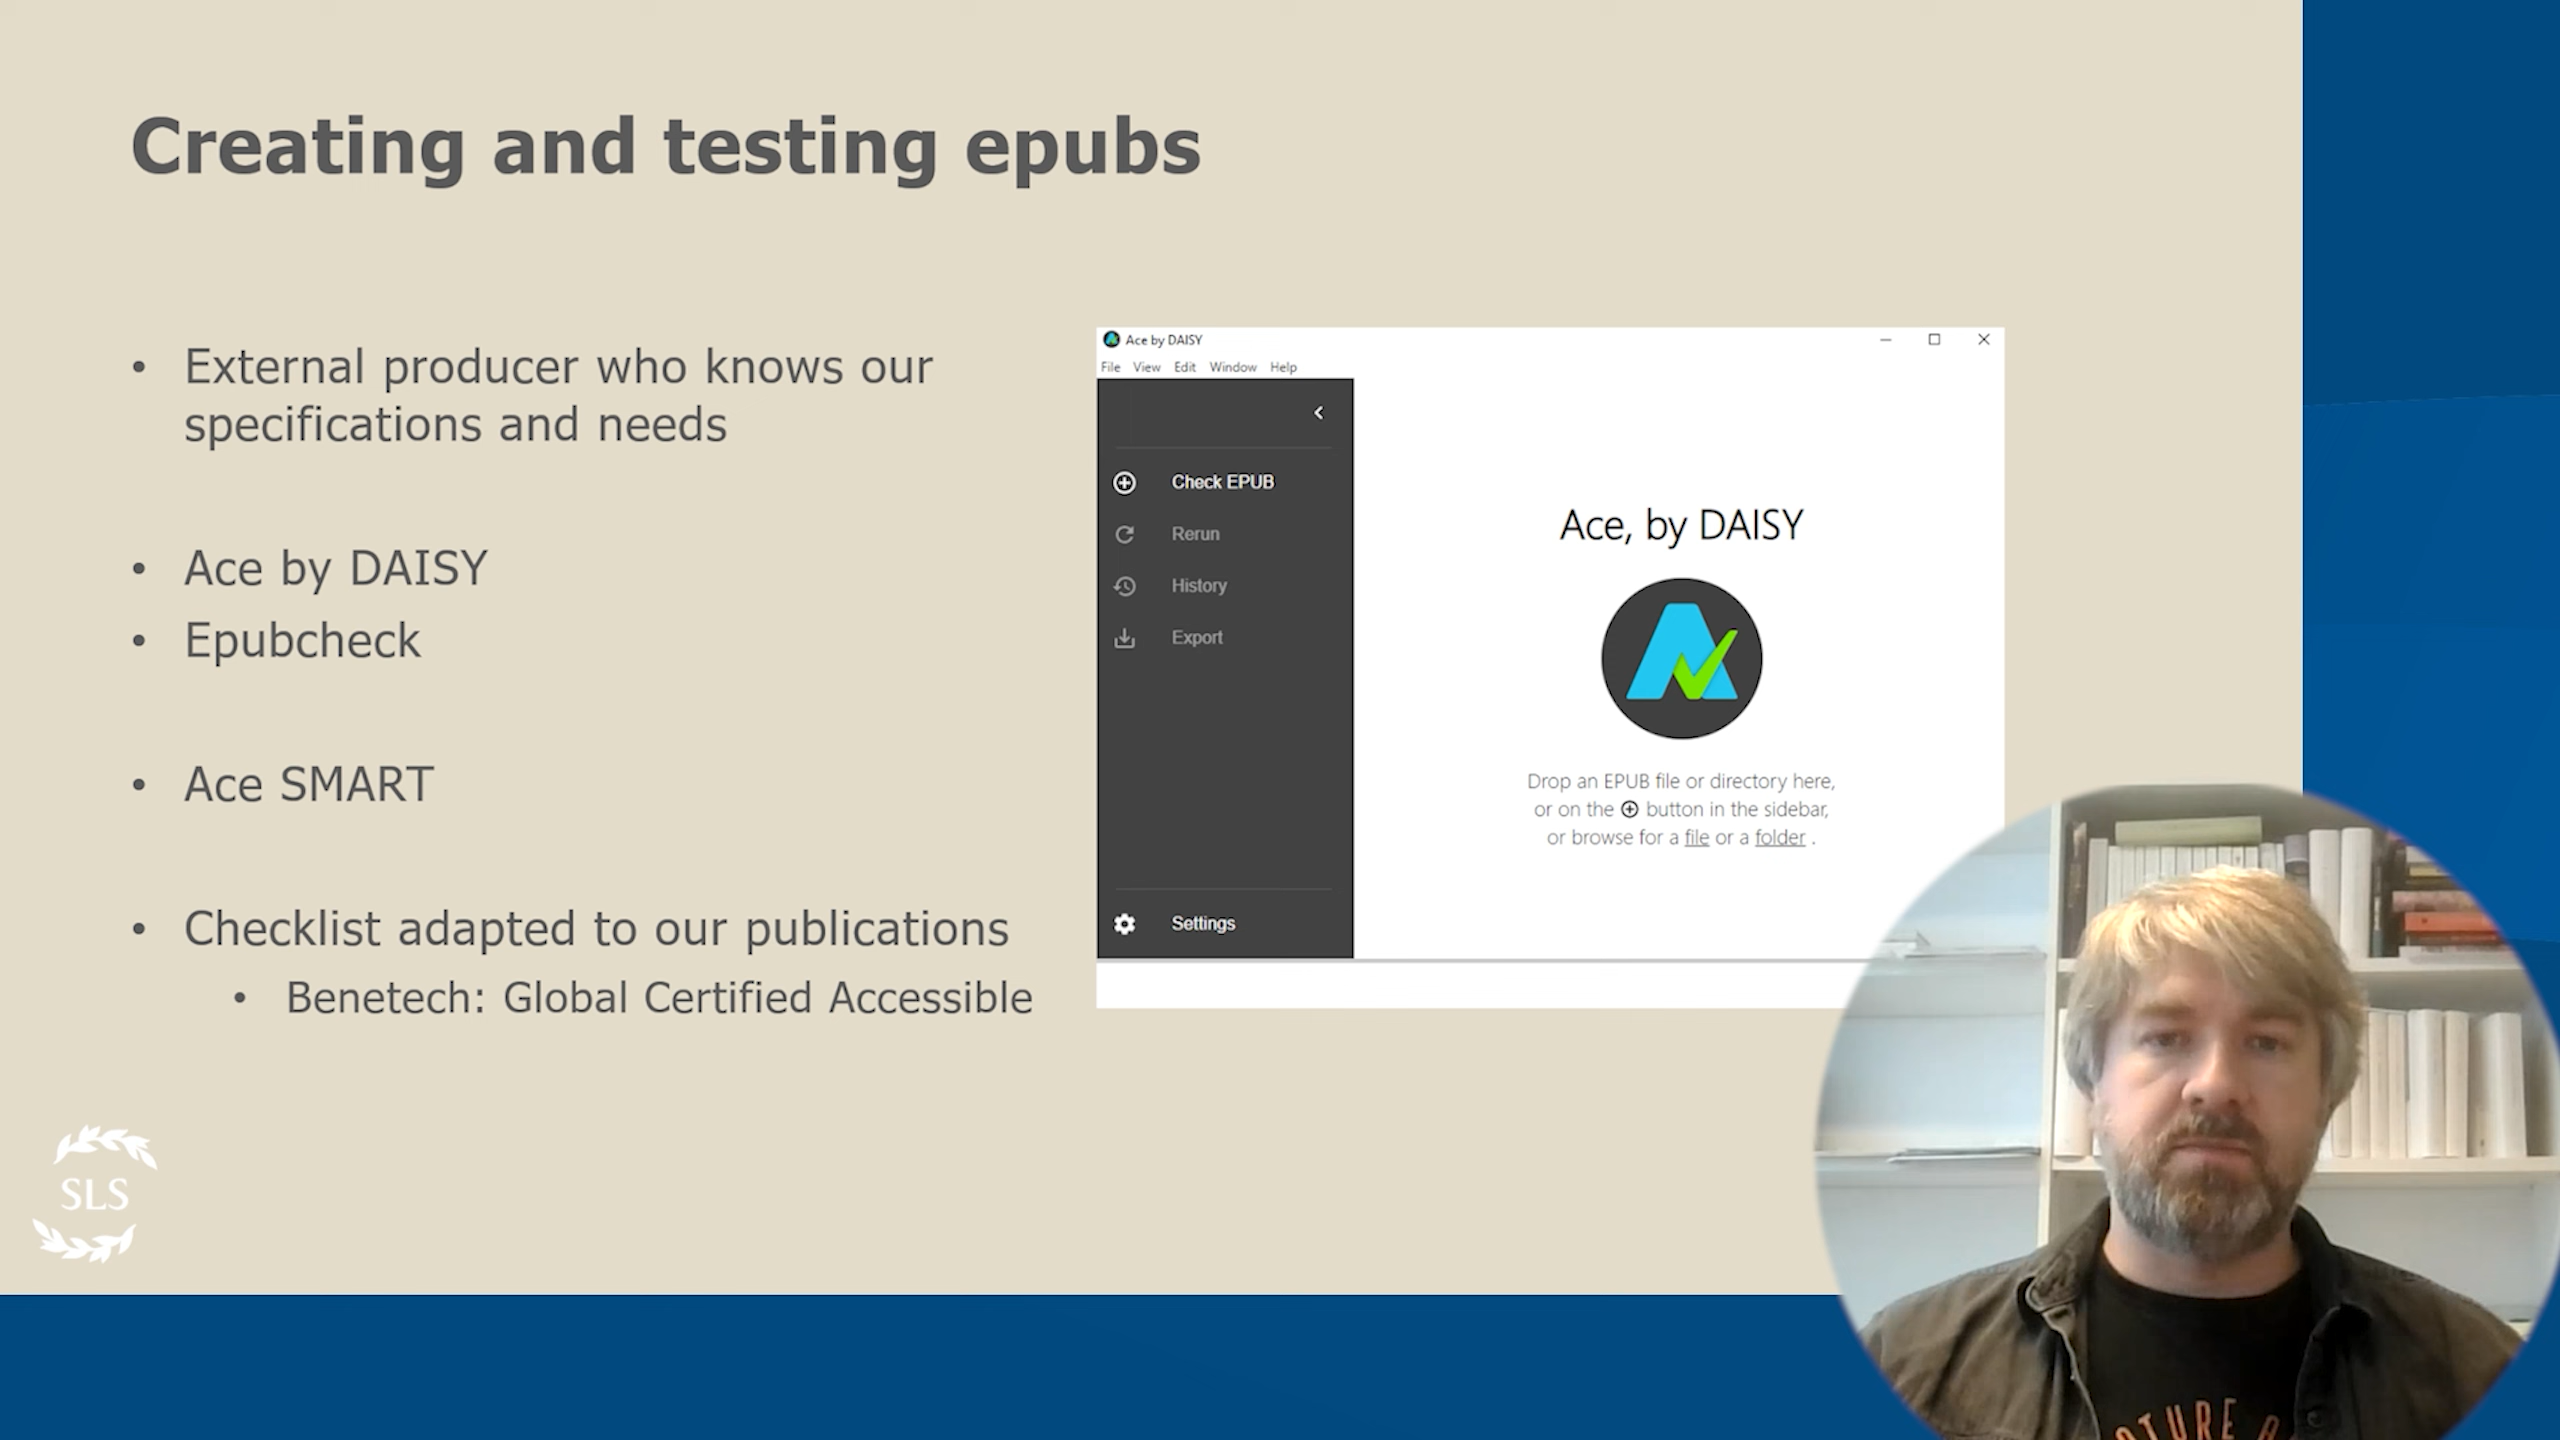 Creating and testing epubs
• External producer who knows our
specifications and needs
• Ace by DAISY
• Epubcheck
• Ace SMART
• Checklist adapted to our publications
• Benetech: Global Certified Accessible
SLS
Ace by DAISY
File View Edit Window Help
Check EPUB
Rerun
History
Export
Settings
Ace, by DAISY
Drop an EPUB file or directory here,
or on the ⊕ button in the sidebar,
or browse for a file or a folder .